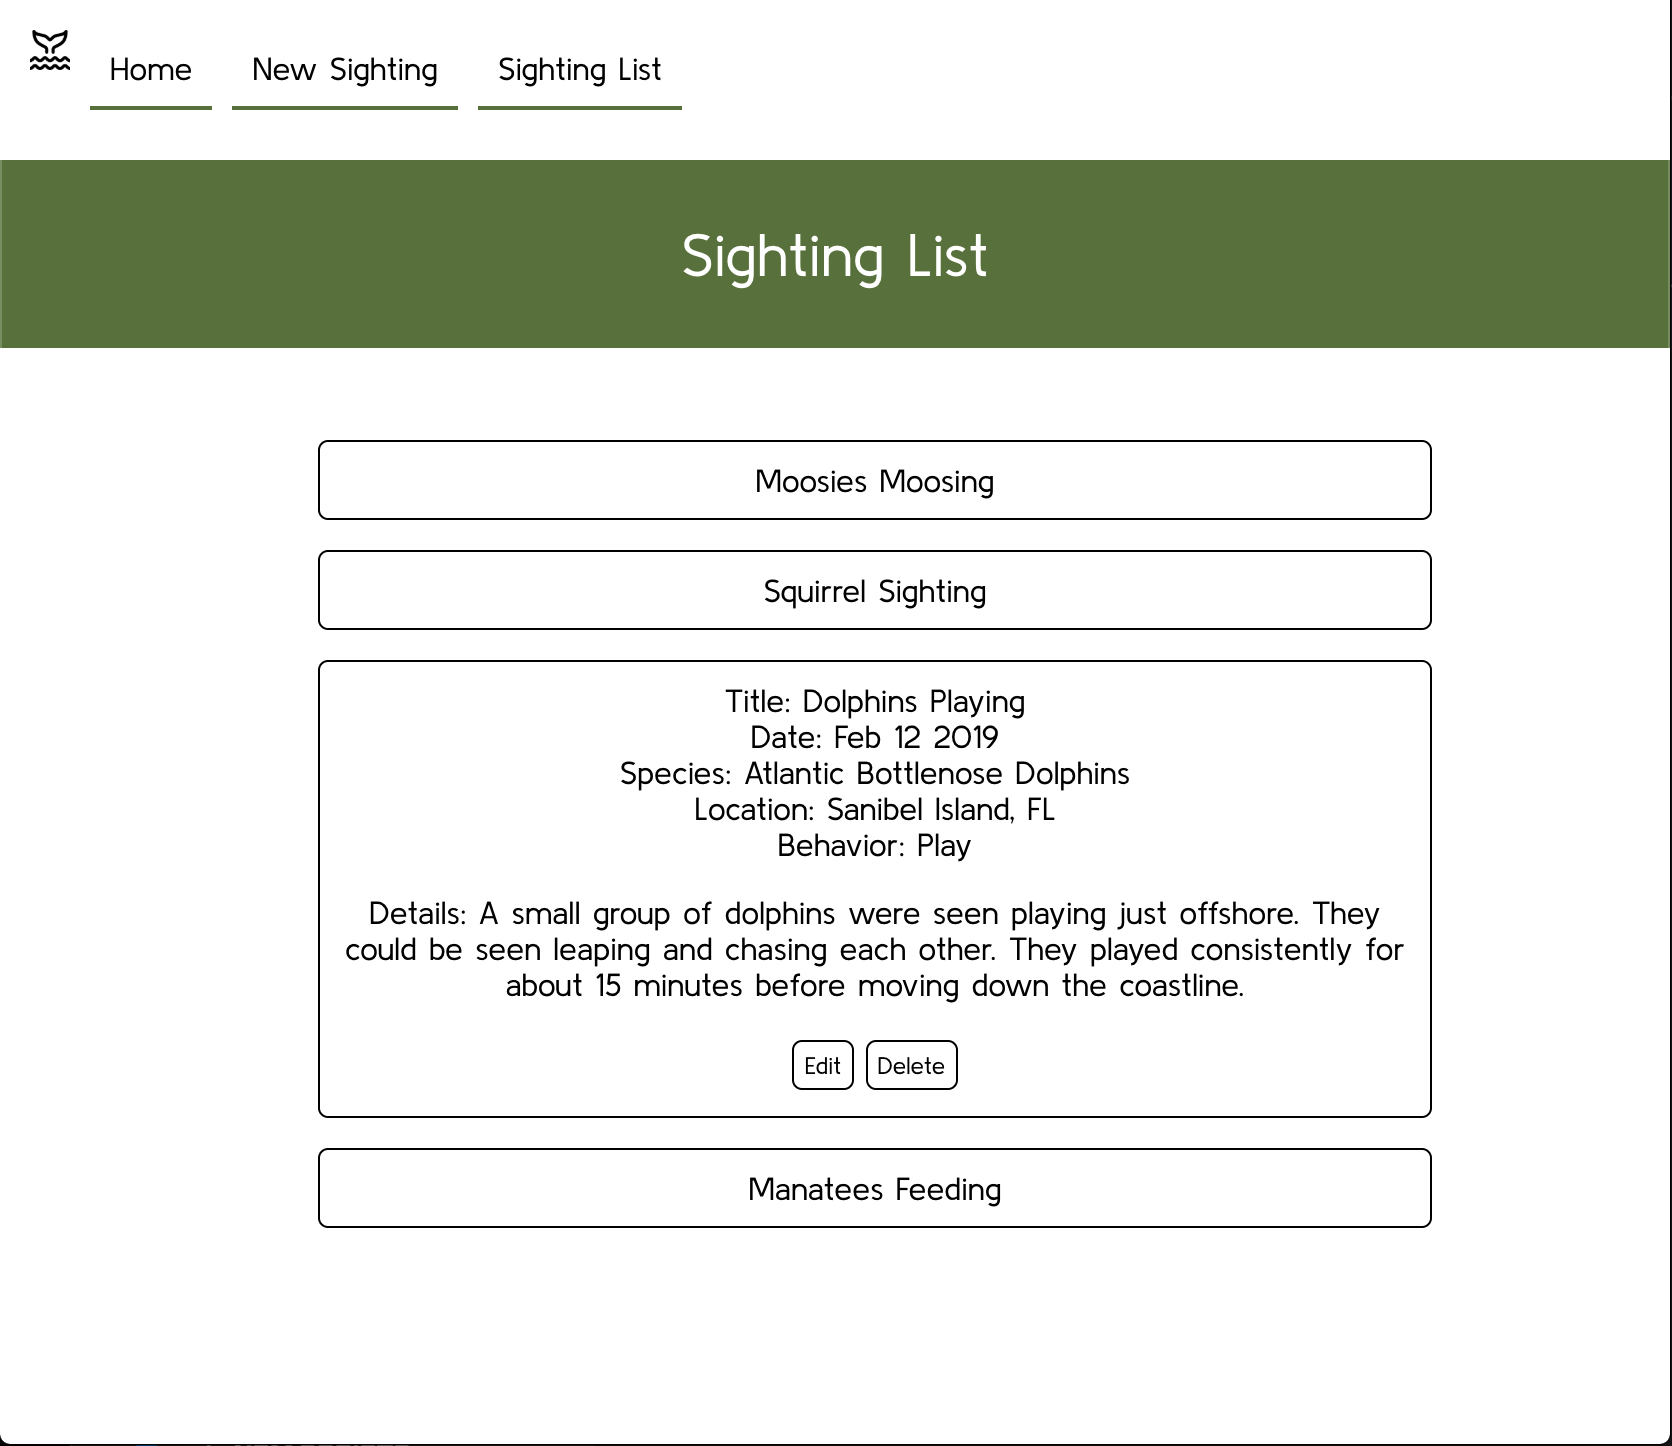 Home New Sighting Sighting List
Sighting List
Moosies Moosing
Squirrel Sighting
Title: Dolphins Playing
Date: Feb 12 2019
Species: Atlantic Bottlenose Dolphins
Location: Sanibel Island, FL
Behavior: Play
Details: A small group of dolphins were seen playing just offshore. They
could be seen leaping and chasing each other. They played consistently for
about 15 minutes before moving down the coastline.
Edit Delete
Manatees Feeding